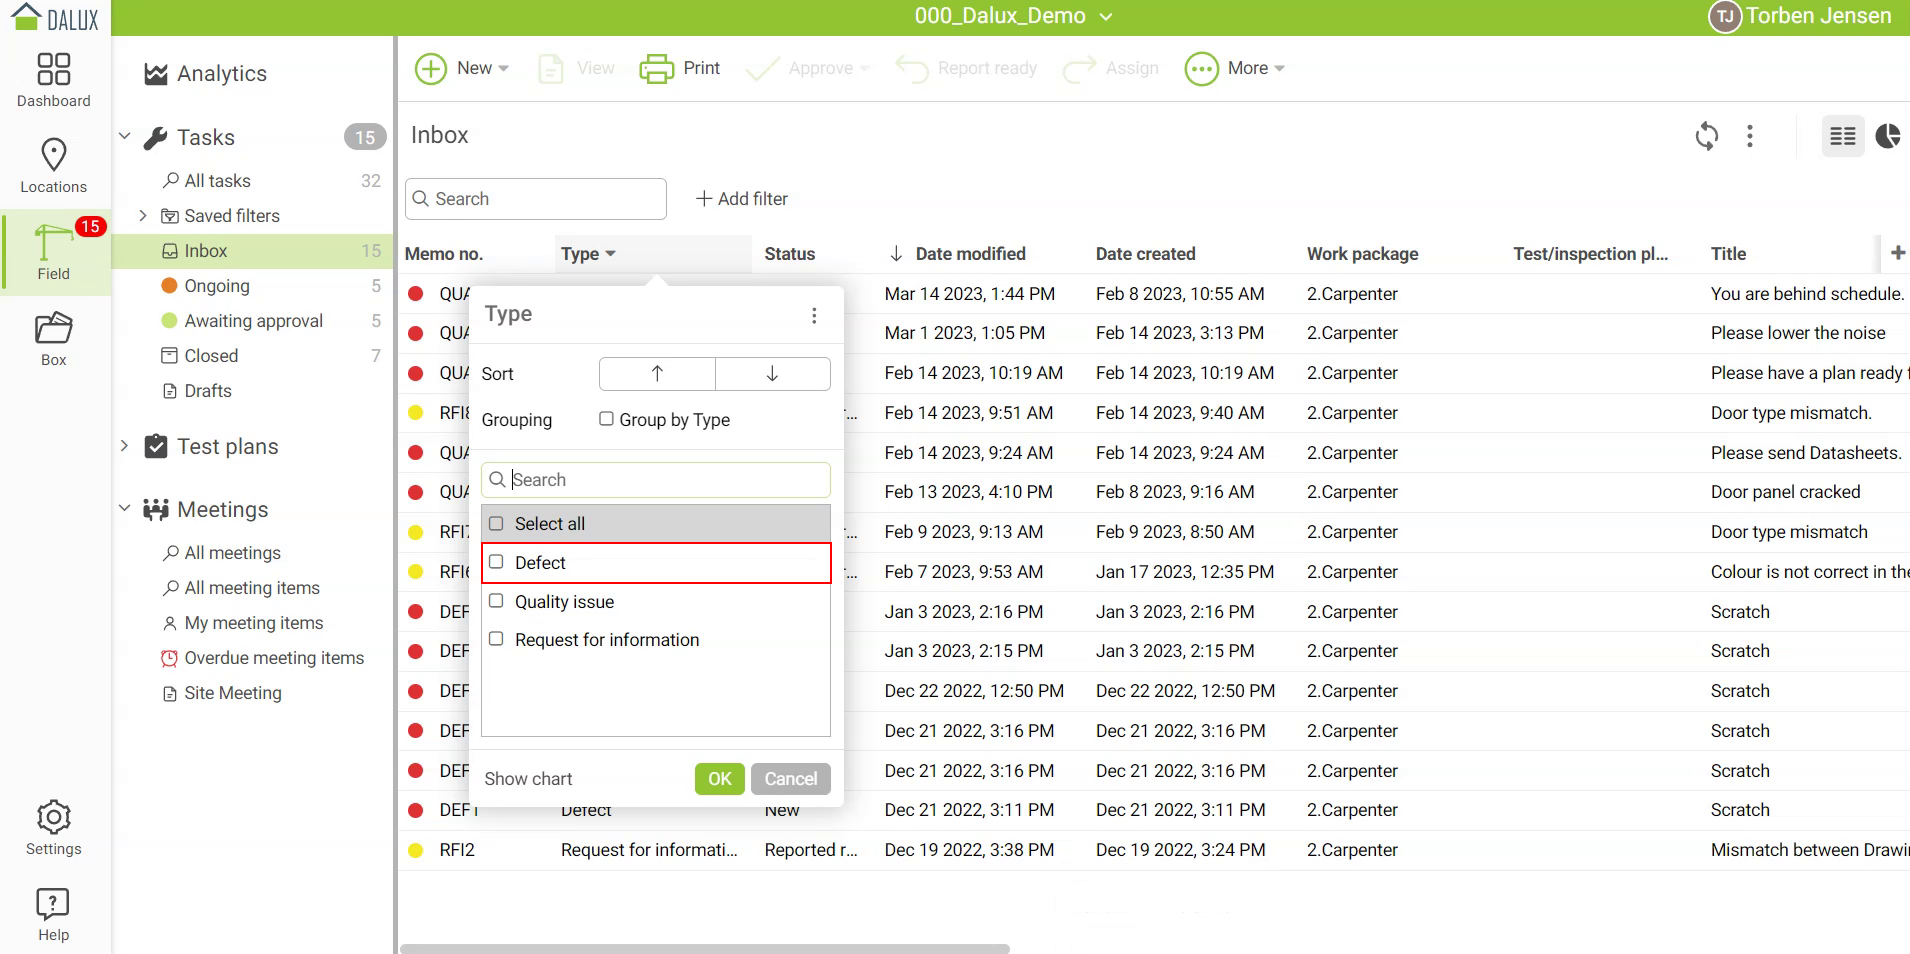 DALUX
000_Dalux_Demo
TJ Torben Jensen
Dashboard
Locations
15
Field
Box
Settings
Help
Analytics
Tasks 15
All tasks 32
Saved filters
Inbox 15
Ongoing 5
Awaiting approval 5
Closed 7
Drafts
Test plans
Meetings
All meetings
All meeting items
My meeting items
Overdue meeting items
Site Meeting
New View Print Approve Report ready Assign More
Inbox
Search + Add filter
Memo no. Type Status Date modified Date created Work package Test/inspection pl... Title
QUA Mar 14 2023, 1:44 PM Feb 8 2023, 10:55 AM 2.Carpenter You are behind schedule.
QUA Mar 1 2023, 1:05 PM Feb 14 2023, 3:13 PM 2.Carpenter Please lower the noise
QUA Feb 14 2023, 10:19 AM Feb 14 2023, 10:19 AM 2.Carpenter Please have a plan ready
RFI8 r... Feb 14 2023, 9:51 AM Feb 14 2023, 9:40 AM 2.Carpenter Door type mismatch.
QUA Feb 14 2023, 9:24 AM Feb 14 2023, 9:24 AM 2.Carpenter Please send Datasheets.
QUA Feb 13 2023, 4:10 PM Feb 8 2023, 9:16 AM 2.Carpenter Door panel cracked
RFI7 r... Feb 9 2023, 9:13 AM Feb 9 2023, 8:50 AM 2.Carpenter Door type mismatch
RFI6 r... Feb 7 2023, 9:53 AM Jan 17 2023, 12:35 PM 2.Carpenter Colour is not correct in the
DEF Jan 3 2023, 2:16 PM Jan 3 2023, 2:16 PM 2.Carpenter Scratch
DEF Jan 3 2023, 2:15 PM Jan 3 2023, 2:15 PM 2.Carpenter Scratch
DEF Dec 22 2022, 12:50 PM Dec 22 2022, 12:50 PM 2.Carpenter Scratch
DEF Dec 21 2022, 3:16 PM Dec 21 2022, 3:16 PM 2.Carpenter Scratch
DEF Dec 21 2022, 3:16 PM Dec 21 2022, 3:16 PM 2.Carpenter Scratch
DEF1 Defect New Dec 21 2022, 3:11 PM Dec 21 2022, 3:11 PM 2.Carpenter Scratch
RFI2 Request for informati... Reported r... Dec 19 2022, 3:38 PM Dec 19 2022, 3:24 PM 2.Carpenter Mismatch between Drawi
Type
Sort
Grouping Group by Type
Search
Select all
Defect
Quality issue
Request for information
Show chart OK Cancel